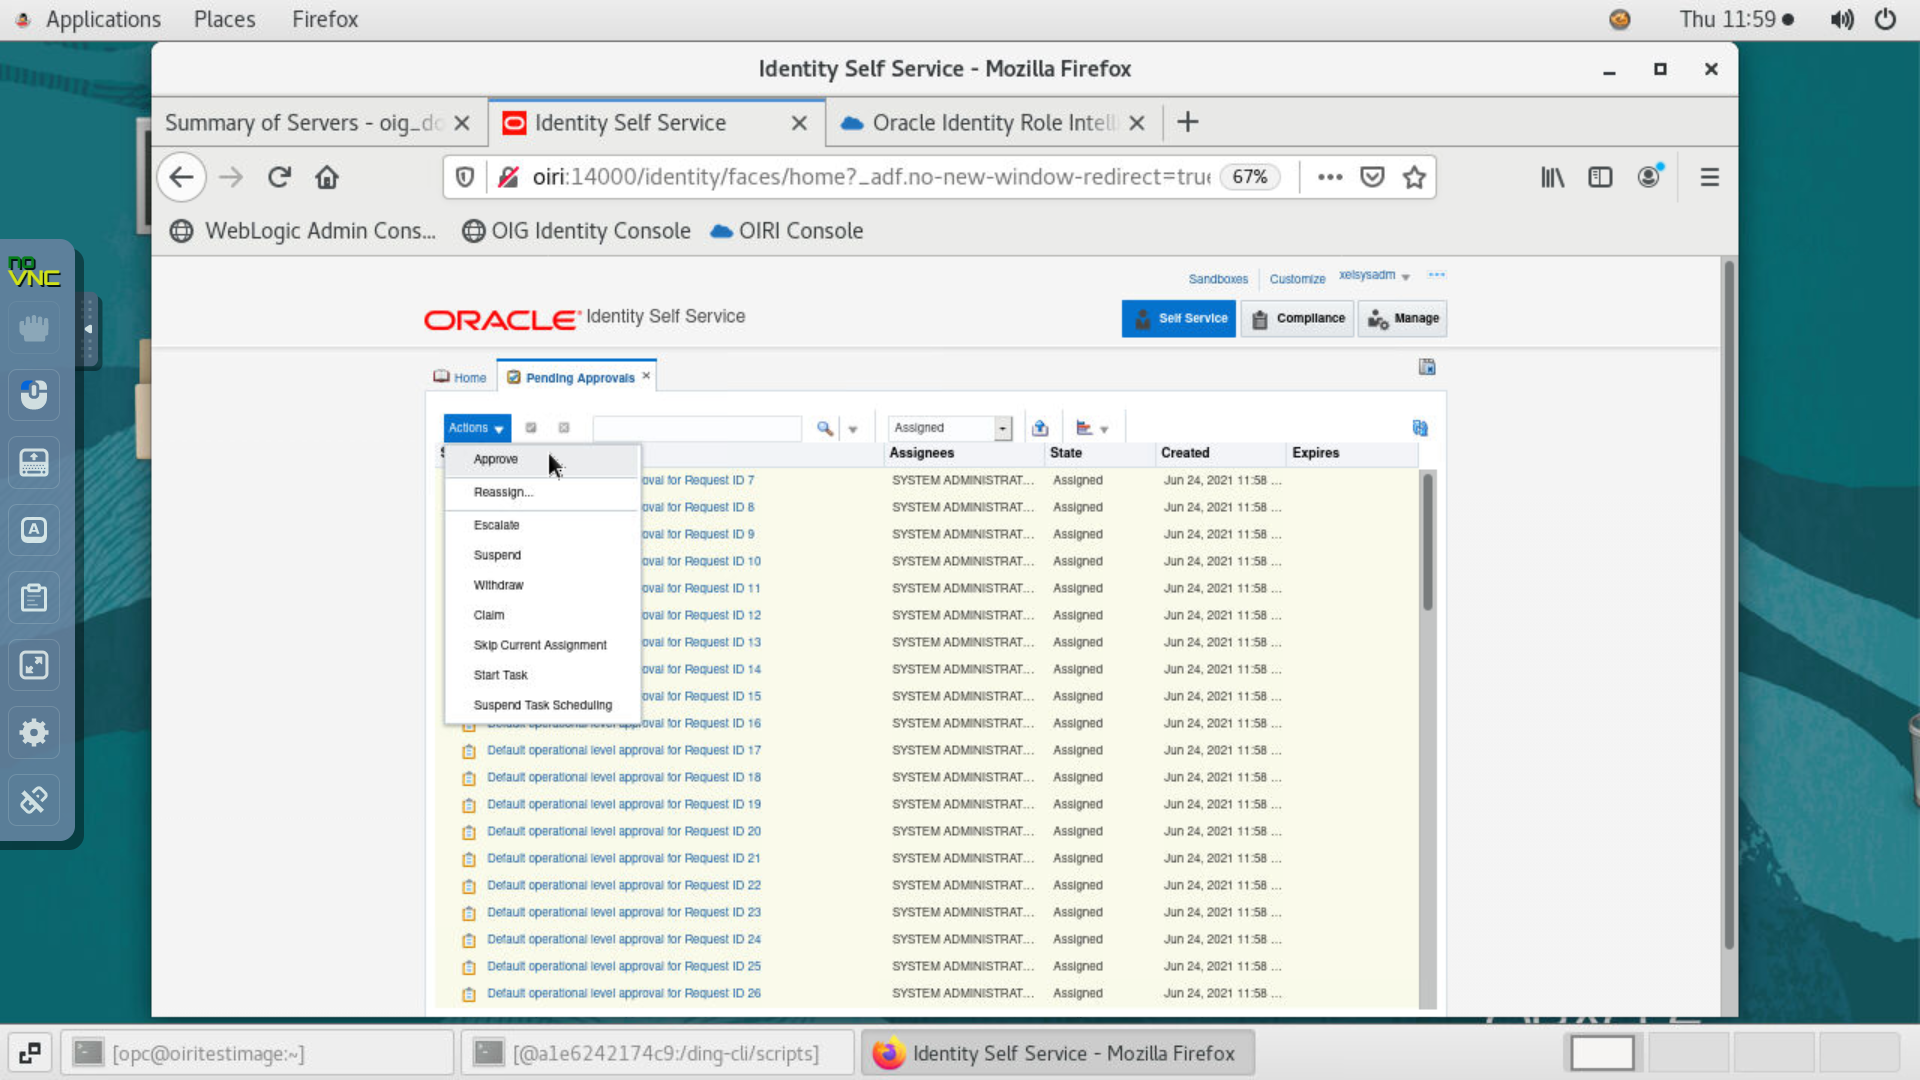 Applications Places Firefox Thu 11:59
Identity Self Service - Mozilla Firefox
Summary of Servers - oig_do
Identity Self Service
Oracle Identity Role Intelli
oiri:14000/identity/faces/home?_adf.no-new-window-redirect=true 67%
WebLogic Admin Cons... OIG Identity Console OIRI Console
no
VNC
Sandboxes Customize xelsysadm
ORACLE Identity Self Service
Self Service Compliance Manage
Home Pending Approvals
Actions Assigned
Assignees State Created Expires
Approve
Reassign...
Escalate
Suspend
Withdraw
Claim
Skip Current Assignment
Start Task
Suspend Task Scheduling
oval for Request ID 7 SYSTEM ADMINISTRAT... Assigned Jun 24, 2021 11:58 ...
oval for Request ID 8 SYSTEM ADMINISTRAT... Assigned Jun 24, 2021 11:58 ...
oval for Request ID 9 SYSTEM ADMINISTRAT... Assigned Jun 24, 2021 11:58 ...
oval for Request ID 10 SYSTEM ADMINISTRAT... Assigned Jun 24, 2021 11:58 ...
oval for Request ID 11 SYSTEM ADMINISTRAT... Assigned Jun 24, 2021 11:58 ...
oval for Request ID 12 SYSTEM ADMINISTRAT... Assigned Jun 24, 2021 11:58 ...
oval for Request ID 13 SYSTEM ADMINISTRAT... Assigned Jun 24, 2021 11:58 ...
oval for Request ID 14 SYSTEM ADMINISTRAT... Assigned Jun 24, 2021 11:58 ...
oval for Request ID 15 SYSTEM ADMINISTRAT... Assigned Jun 24, 2021 11:58 ...
Default operational level approval for Request ID 16 SYSTEM ADMINISTRAT... Assigned Jun 24, 2021 11:58 ...
Default operational level approval for Request ID 17 SYSTEM ADMINISTRAT... Assigned Jun 24, 2021 11:58 ...
Default operational level approval for Request ID 18 SYSTEM ADMINISTRAT... Assigned Jun 24, 2021 11:58 ...
Default operational level approval for Request ID 19 SYSTEM ADMINISTRAT... Assigned Jun 24, 2021 11:58 ...
Default operational level approval for Request ID 20 SYSTEM ADMINISTRAT... Assigned Jun 24, 2021 11:58 ...
Default operational level approval for Request ID 21 SYSTEM ADMINISTRAT... Assigned Jun 24, 2021 11:58 ...
Default operational level approval for Request ID 22 SYSTEM ADMINISTRAT... Assigned Jun 24, 2021 11:58 ...
Default operational level approval for Request ID 23 SYSTEM ADMINISTRAT... Assigned Jun 24, 2021 11:58 ...
Default operational level approval for Request ID 24 SYSTEM ADMINISTRAT... Assigned Jun 24, 2021 11:58 ...
Default operational level approval for Request ID 25 SYSTEM ADMINISTRAT... Assigned Jun 24, 2021 11:58 ...
Default operational level approval for Request ID 26 SYSTEM ADMINISTRAT... Assigned Jun 24, 2021 11:58 ...
[opc@oiritestimage:~] [@a1e6242174c9:/ding-cli/scripts] Identity Self Service - Mozilla Firefox